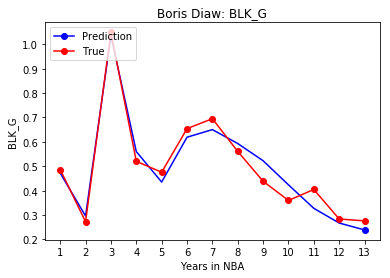 Boris Diaw: BLK_G
Prediction
True
BLK_G
1.0
0.9
0.8
0.7
0.6
0.5
0.4
0.3
0.2
1 2 3 4 5 6 7 8 9 10 11 12 13
Years in NBA